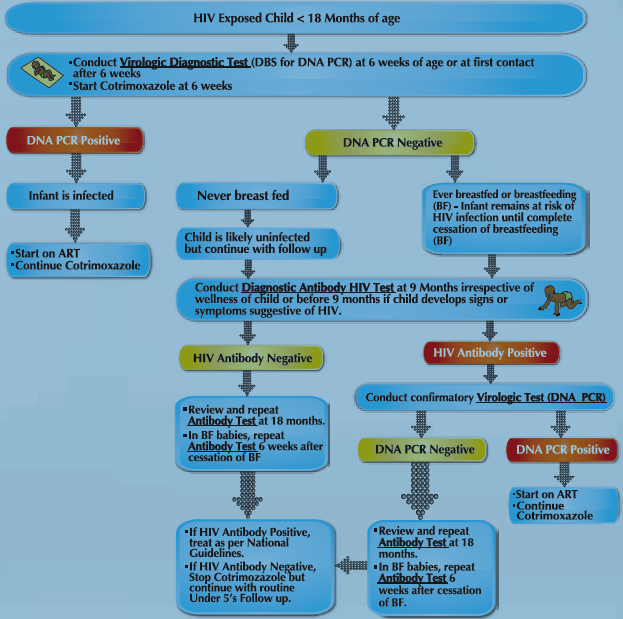 HIV Exposed Child < 18 Months of age
▪Conduct Virologic Diagnostic Test (DBS for DNA PCR) at 6 weeks of age or at first contact
after 6 weeks
▪Start Cotrimoxazole at 6 weeks
DNA PCR Positive
DNA PCR Negative
Infant is infected
Never breast fed
Ever breastfed or breastfeeding
(BF) - Infant remains at risk of
HIV infection until complete
cessation of breastfeeding
(BF)
▪Start on ART
▪Continue Cotrimoxazole
Child is likely uninfected
but continue with follow up
Conduct Diagnostic Antibody HIV Test at 9 Months irrespective of
wellness of child or before 9 months if child develops signs or
symptoms suggestive of HIV.
HIV Antibody Negative
HIV Antibody Positive
Conduct confirmatory Virologic Test (DNA PCR)
▪Review and repeat
Antibody Test at 18 months.
▪In BF babies, repeat
Antibody Test 6 weeks after
cessation of BF
DNA PCR Negative
DNA PCR Positive
▪Start on ART
▪Continue
Cotrimoxazole
▪If HIV Antibody Positive,
treat as per National
Guidelines.
▪If HIV Antibody Negative,
Stop Cotrimozazole but
continue with routine
Under 5's Follow up.
▪Review and repeat
Antibody Test at 18
months.
▪In BF babies, repeat
Antibody Test 6
weeks after cessation
of BF.